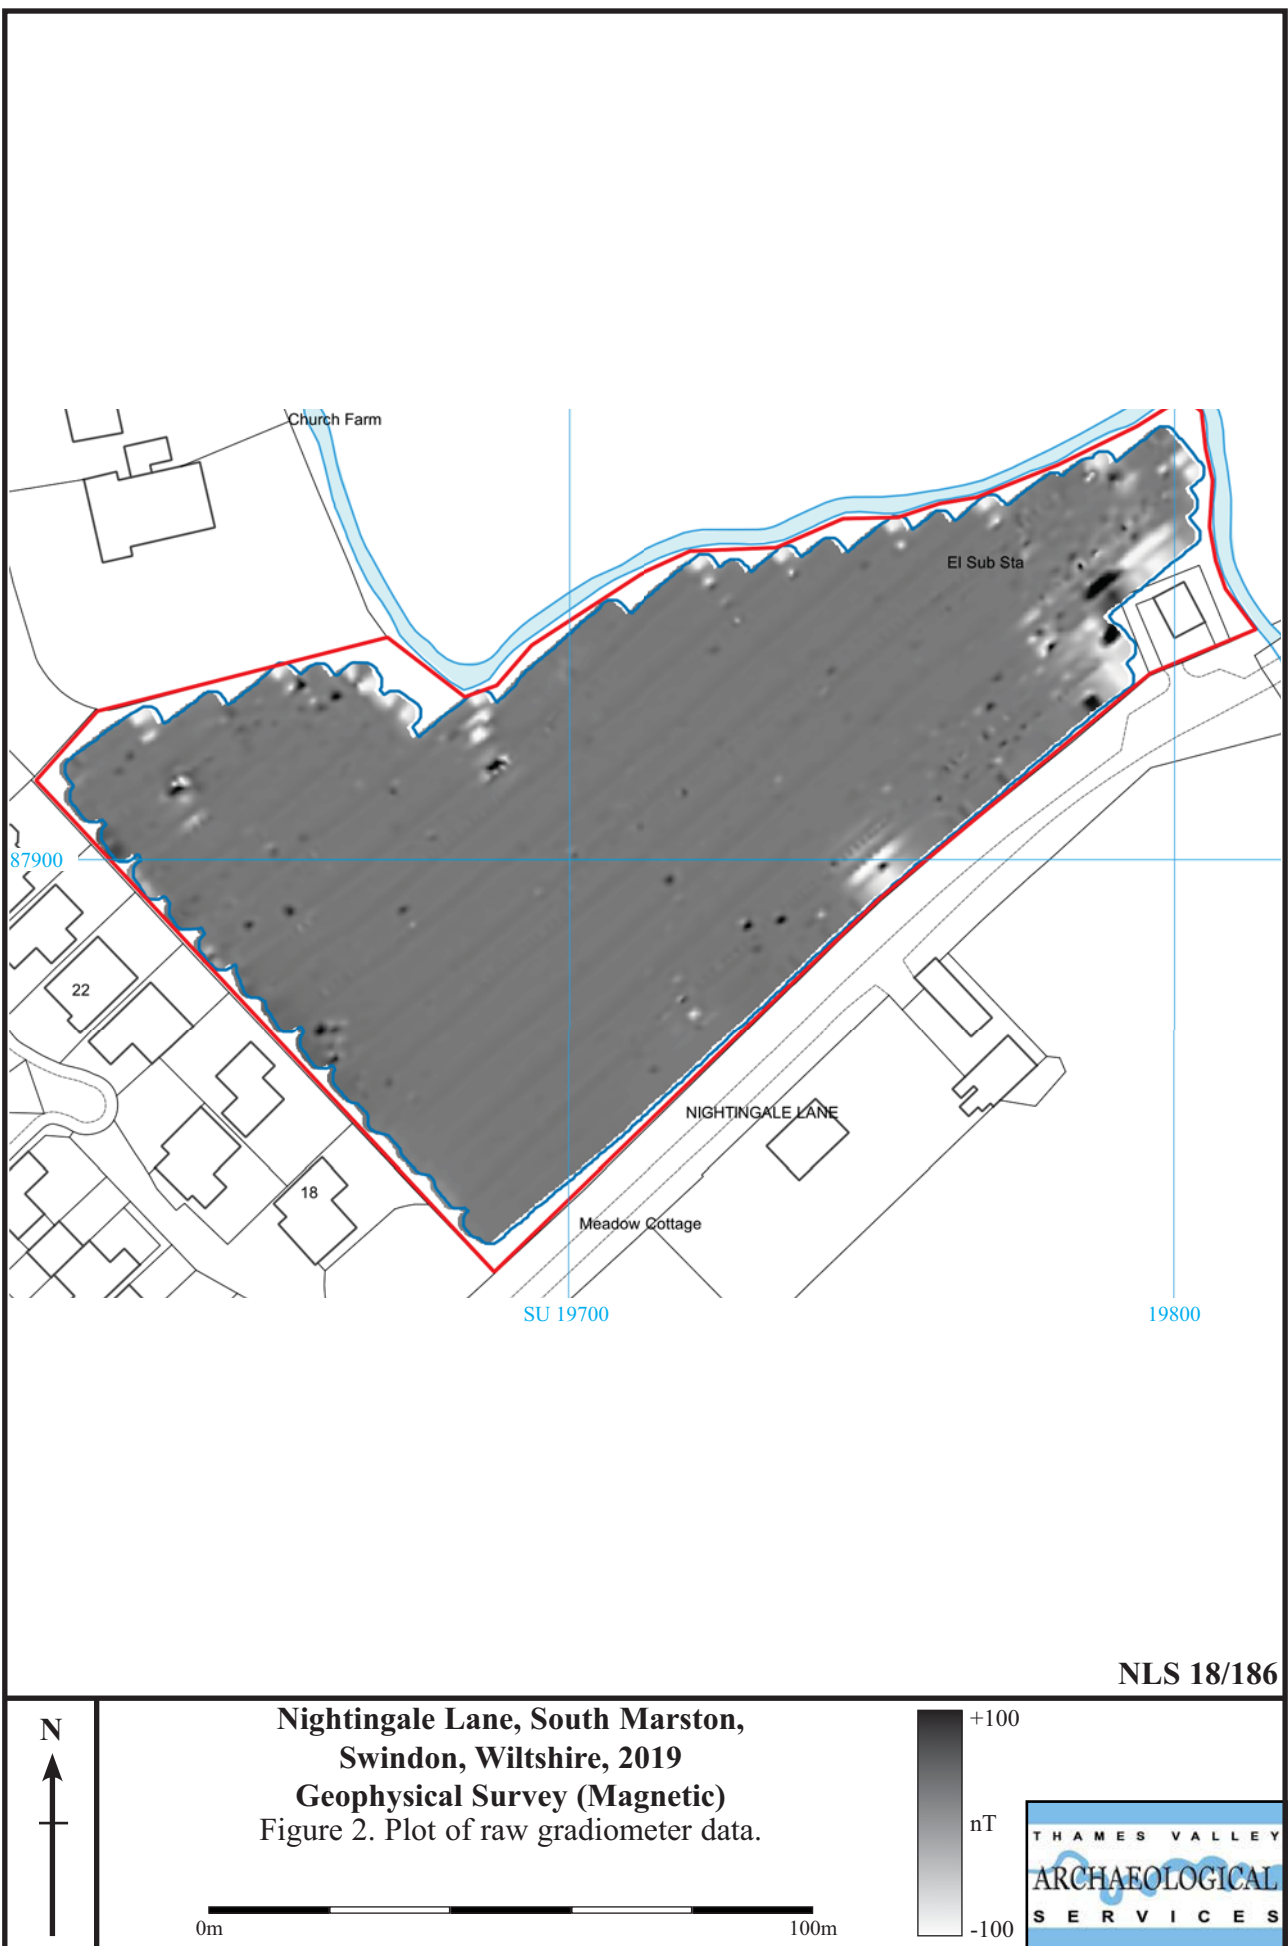 Church Farm
El Sub Sta
87900
22
NIGHTINGALE LANE
18
Meadow Cottage
SU 19700
19800
NLS 18/186
N
Nightingale Lane, South Marston,
Swindon, Wiltshire, 2019
Geophysical Survey (Magnetic)
Figure 2. Plot of raw gradiometer data.
0m
100m
+100
nT
-100
THAMES VALLEY
ARCHAEOLOGICAL
SERVICES